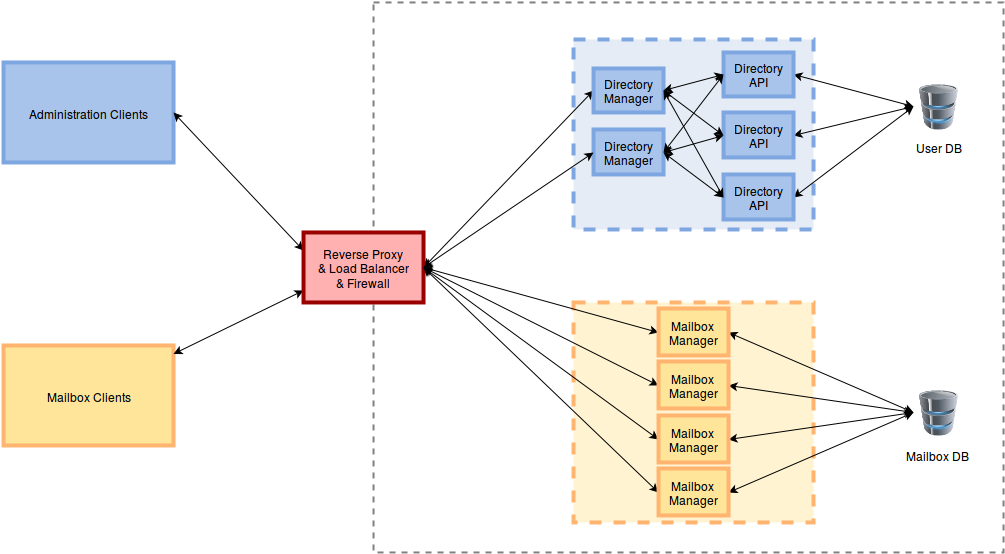 Administration Clients
Mailbox Clients
Reverse Proxy
& Load Balancer
& Firewall
Directory
Manager
Directory
Manager
Directory
API
Directory
API
Directory
API
User DB
Mailbox
Manager
Mailbox
Manager
Mailbox
Manager
Mailbox
Manager
Mailbox DB